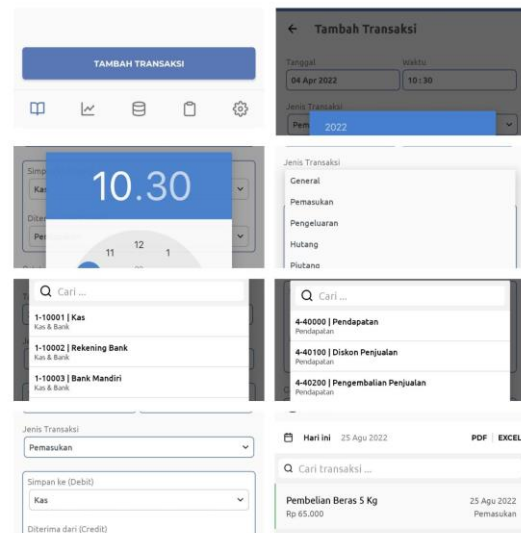 TAMBAH TRANSAKSI
← Tambah Transaksi
Tanggal Waktu
04 Apr 2022 10:30
Jenis Transaksi
2022
10.30
11 12 1
Jenis Transaksi
General
Pemasukan
Pengeluaran
Hutang
Piutang
Cari ...
1-10001 | Kas
Kas & Bank
1-10002 | Rekening Bank
Kas & Bank
1-10003 | Bank Mandiri
Kas & Bank
Cari ...
4-40000 | Pendapatan
Pendapatan
4-40100 | Diskon Penjualan
Pendapatan
4-40200 | Pengembalian Penjualan
Pendapatan
Jenis Transaksi
Pemasukan
Simpan ke (Debit)
Kas
Diterima dari (Credit)
Hari ini 25 Agu 2022 PDF | EXCEL
Cari transaksi ...
Pembelian Beras 5 Kg 25 Agu 2022
Rp 65,000 Pemasukan